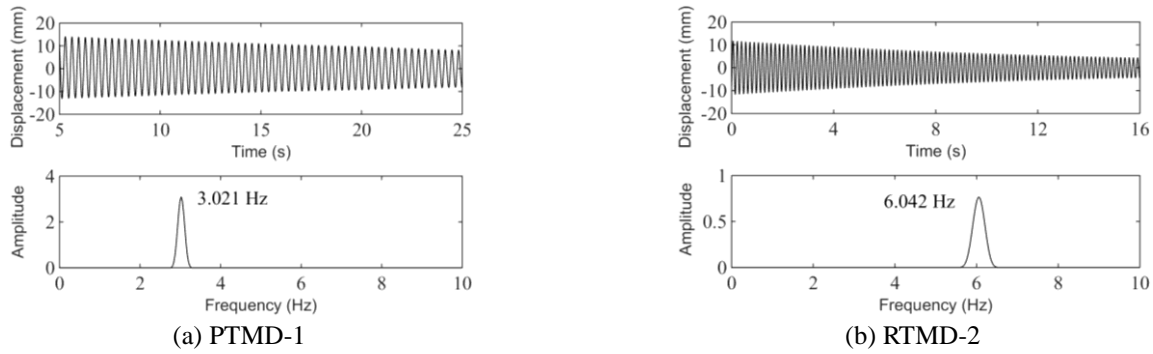 20
10
0
-10
-20
Displacement (mm)
5 10 15 20 25
Time (s)
4
2
0
Amplitude
3.021 Hz
0 2 4 6 8 10
Frequency (Hz)
(a) PTMD-1
20
10
0
-10
-20
Displacement (mm)
0 4 8 12 16
Time (s)
1
0.5
0
Amplitude
6.042 Hz
0 2 4 6 8 10
Frequency (Hz)
(b) RTMD-2